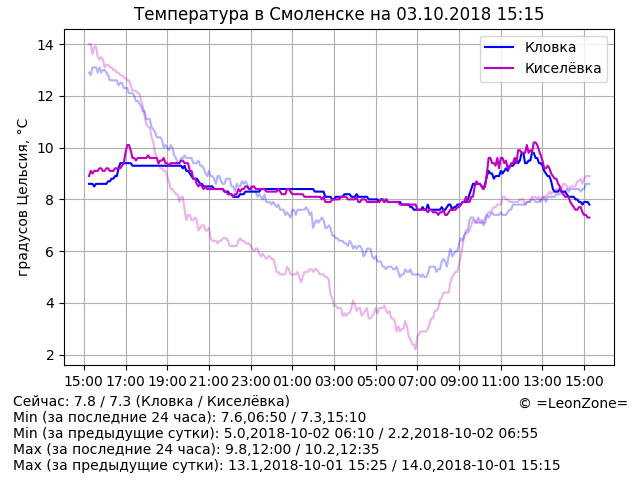 Температура в Смоленске на 03.10.2018 15:15
градусов Цельсия, °C
14
12
10
8
6
4
2
Кловка
Киселёвка
15:00 17:00 19:00 21:00 23:00 01:00 03:00 05:00 07:00 09:00 11:00 13:00 15:00
Сейчас: 7.8 / 7.3 (Кловка / Киселёвка)
© =LeonZone=
Min (за последние 24 часа): 7.6,06:50 / 7.3,15:10
Min (за предыдущие сутки): 5.0,2018-10-02 06:10 / 2.2,2018-10-02 06:55
Max (за последние 24 часа): 9.8,12:00 / 10.2,12:35
Max (за предыдущие сутки): 13.1,2018-10-01 15:25 / 14.0,2018-10-01 15:15